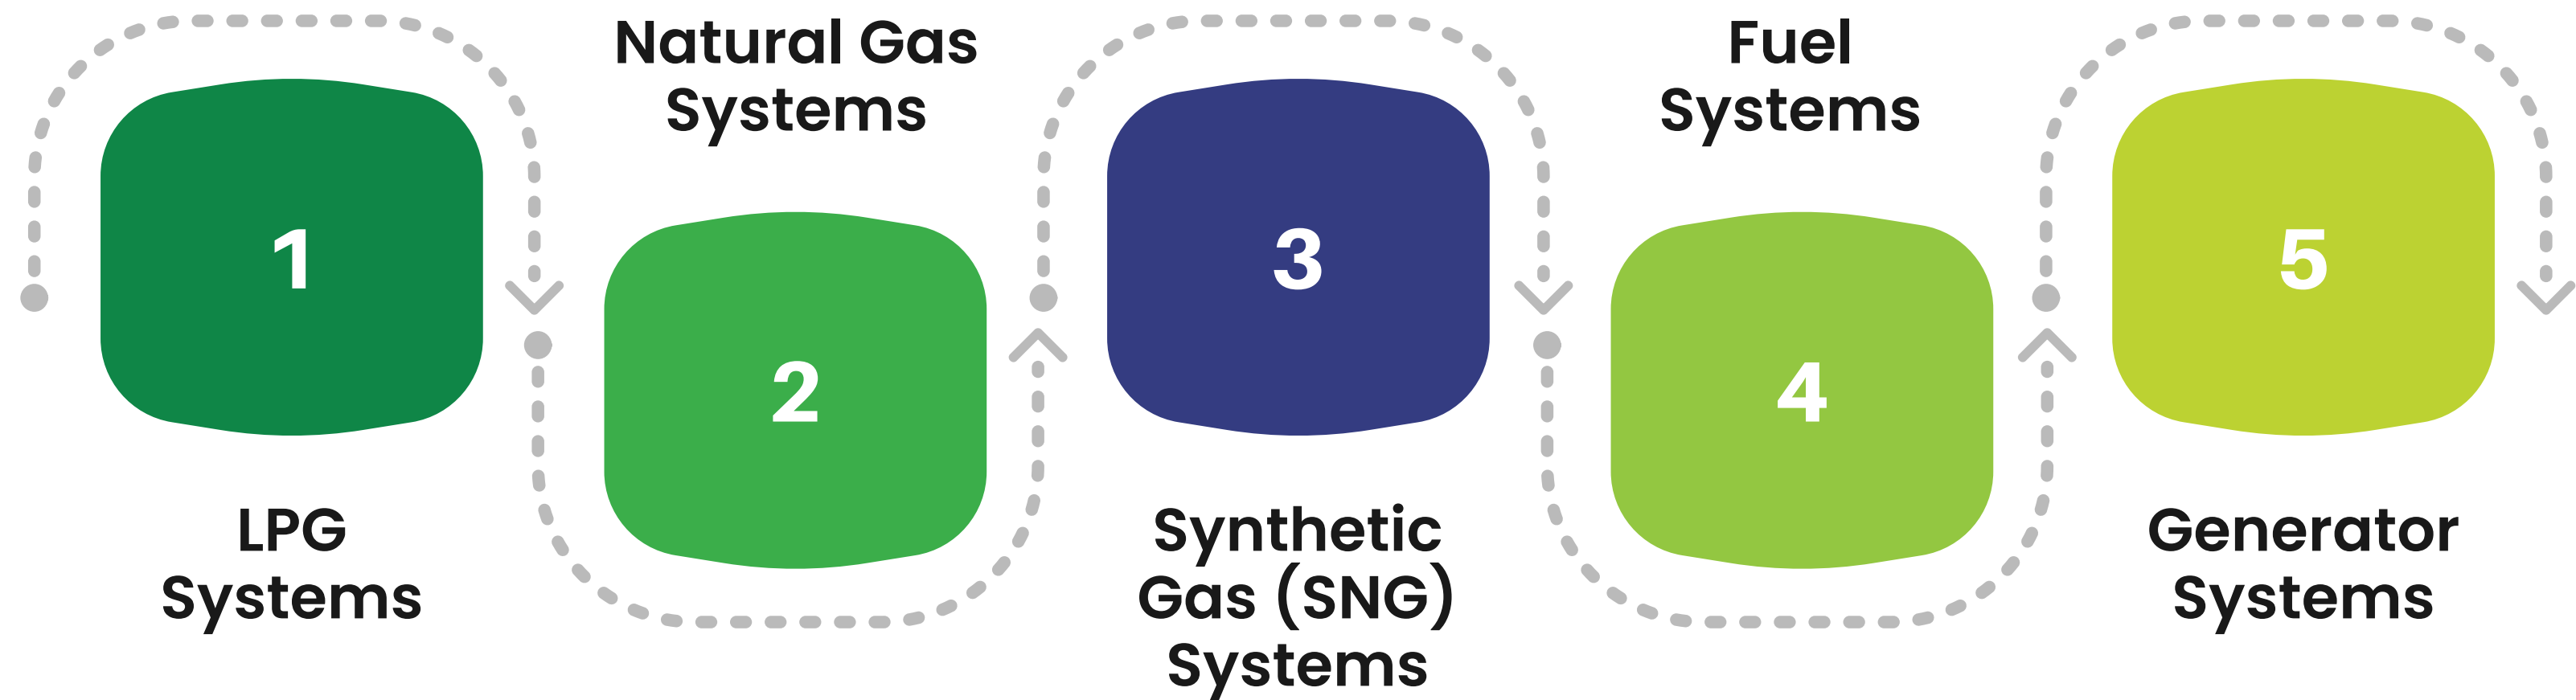 1
LPG
Systems
Natural Gas
Systems
2
3
Synthetic
Gas (SNG)
Systems
Fuel
Systems
4
5
Generator
Systems